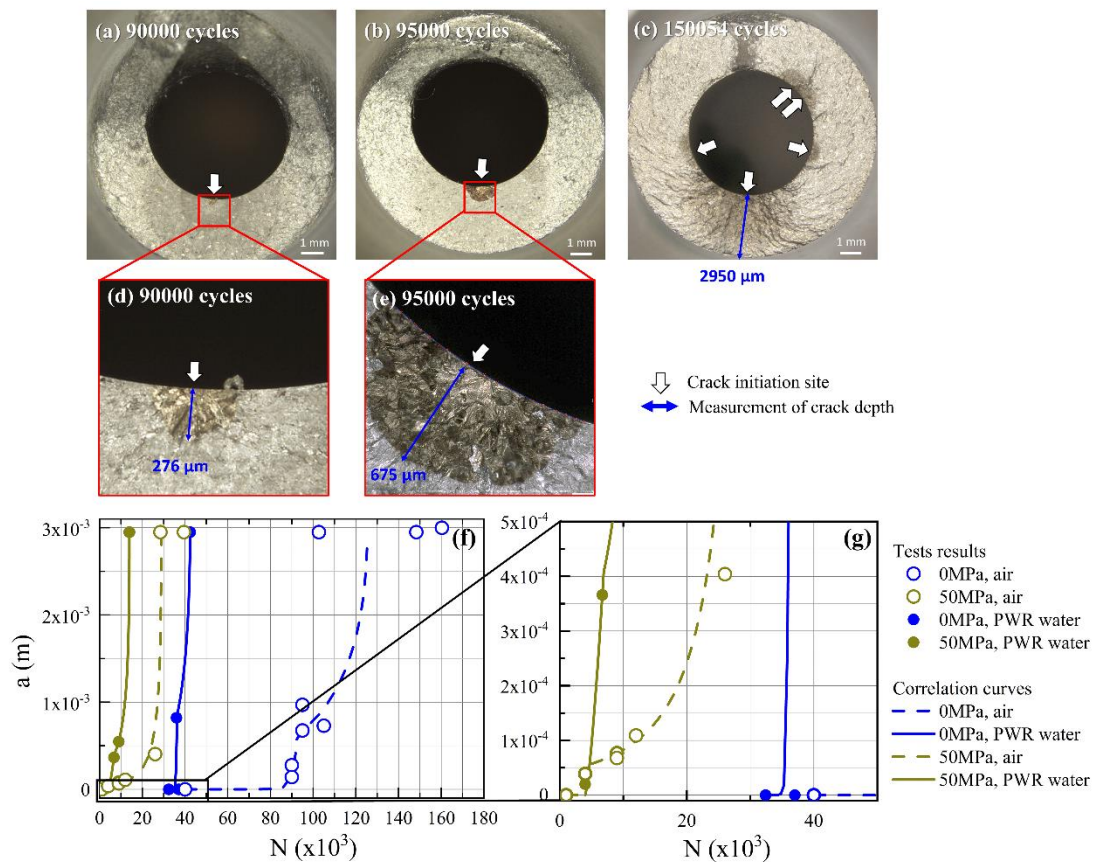 (a) 90000 cycles
(b) 95000 cycles
(c) 150054 cycles
1 mm
1 mm
1 mm
2950 µm
(d) 90000 cycles
(e) 95000 cycles
276 µm
675 µm
Crack initiation site
Measurement of crack depth
3x10⁻³
2x10⁻³
1x10⁻³
0
a (m)
0 20 40 60 80 100 120 140 160 180
N (x10³)
(f)
5x10⁻⁴
4x10⁻⁴
3x10⁻⁴
2x10⁻⁴
1x10⁻⁴
0
0 20 40
N (x10³)
(g)
Tests results
0MPa, air
50MPa, air
0MPa, PWR water
50MPa, PWR water
Correlation curves
0MPa, air
0MPa, PWR water
50MPa, air
50MPa, PWR water